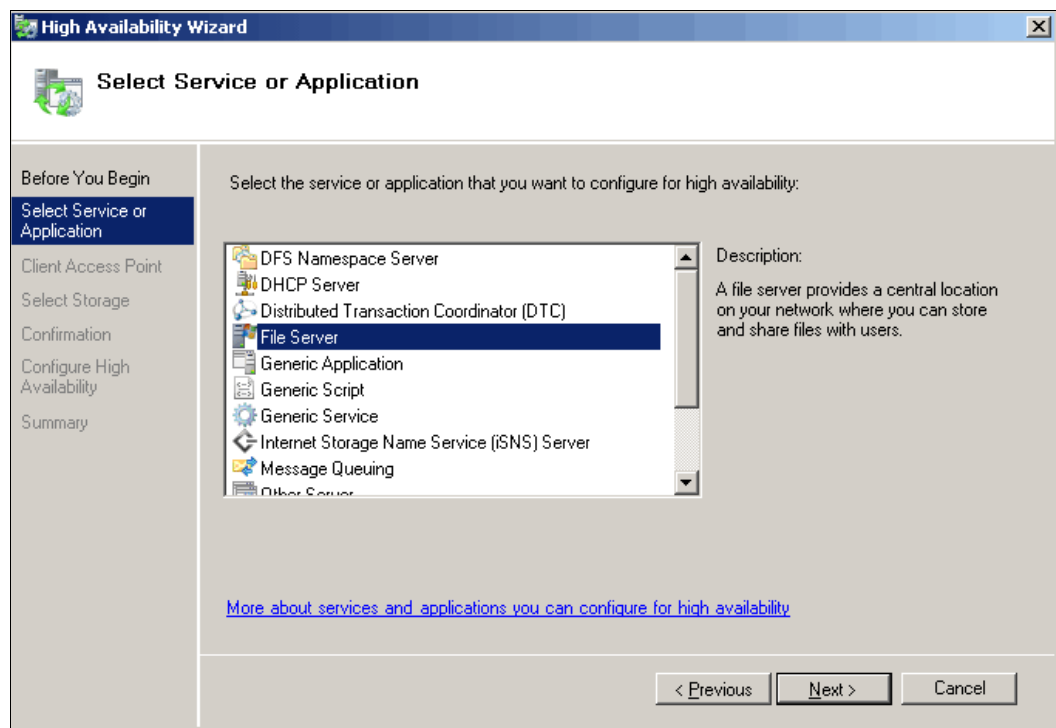 High Availability Wizard
Select Service or Application
Before You Begin
Select Service or
Application
Client Access Point
Select Storage
Confirmation
Configure High
Availability
Summary
Select the service or application that you want to configure for high availability:
DFS Namespace Server
DHCP Server
Distributed Transaction Coordinator (DTC)
File Server
Generic Application
Generic Script
Generic Service
Internet Storage Name Service (iSNS) Server
Message Queuing
Other Server
Description:
A file server provides a central location
on your network where you can store
and share files with users.
More about services and applications you can configure for high availability
< Previous
Next >
Cancel